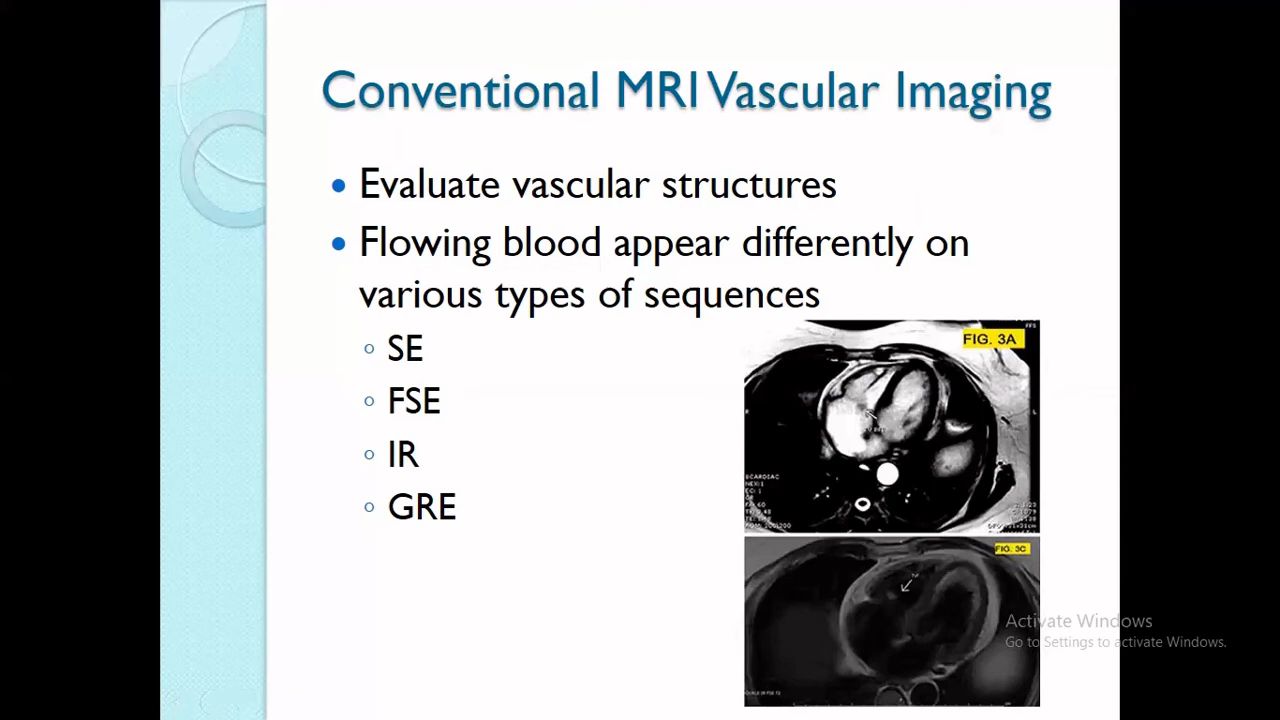 Conventional MRI Vascular Imaging
Evaluate vascular structures
Flowing blood appear differently on
various types of sequences
SE
FSE
IR
GRE
FIG. 3A
FIG. 3C
Activate Windows
Go to Settings to activate Windows.